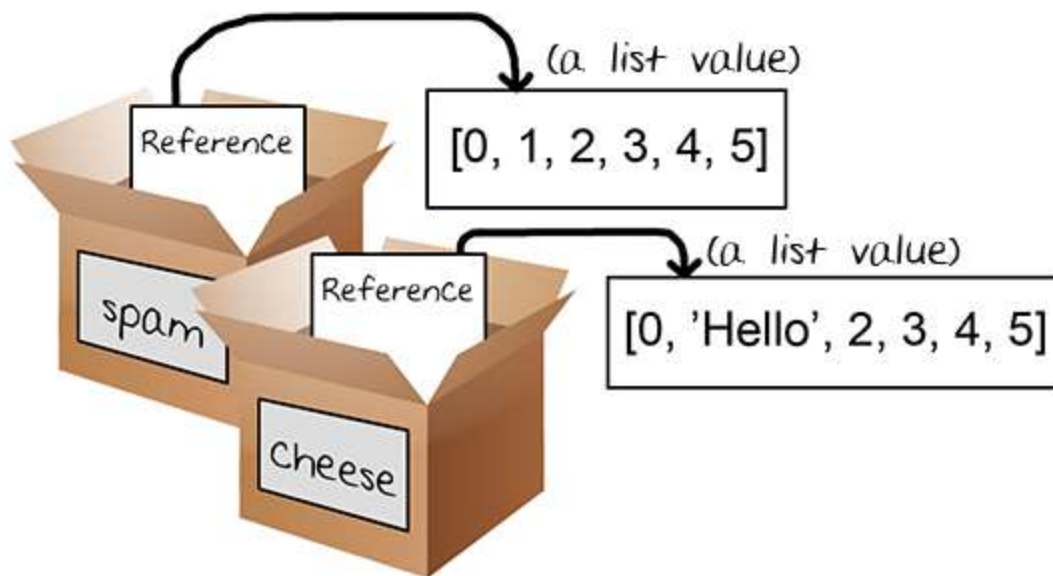 (a list value)
Reference
[0, 1, 2, 3, 4, 5]
spam
(a list value)
Reference
[0, ’Hello’, 2, 3, 4, 5]
Cheese